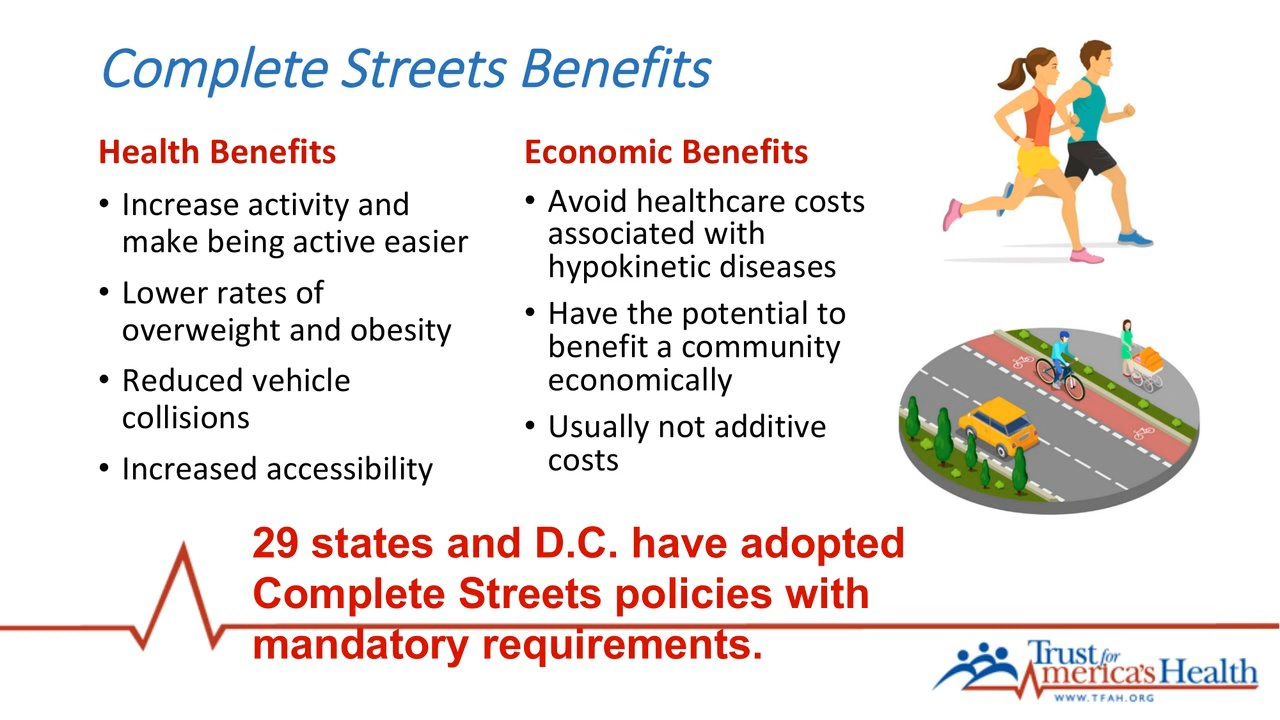 Complete Streets Benefits
Health Benefits
• Increase activity and
make being active easier
• Lower rates of
overweight and obesity
• Reduced vehicle
collisions
• Increased accessibility
Economic Benefits
• Avoid healthcare costs
associated with
hypokinetic diseases
• Have the potential to
benefit a community
economically
• Usually not additive
costs
29 states and D.C. have adopted
Complete Streets policies with
mandatory requirements.
Trust for
America's Health
WWW.TFAH.ORG